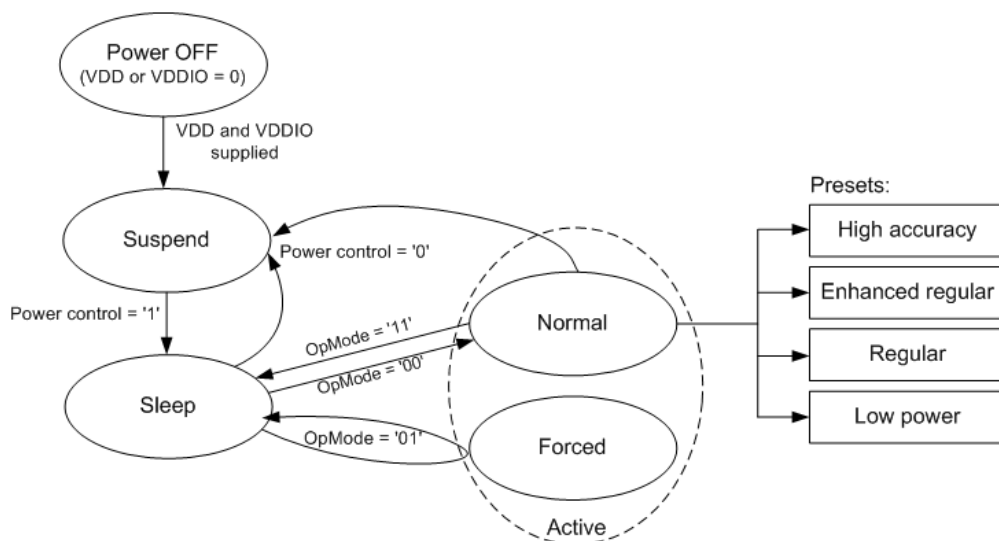 Power OFF
(VDD or VDDIO = 0)
VDD and VDDIO
supplied
Suspend
Power control = '0'
Power control = '1'
Sleep
OpMode = '11'
OpMode = '00'
OpMode = '01'
Normal
Forced
Active
Presets:
High accuracy
Enhanced regular
Regular
Low power